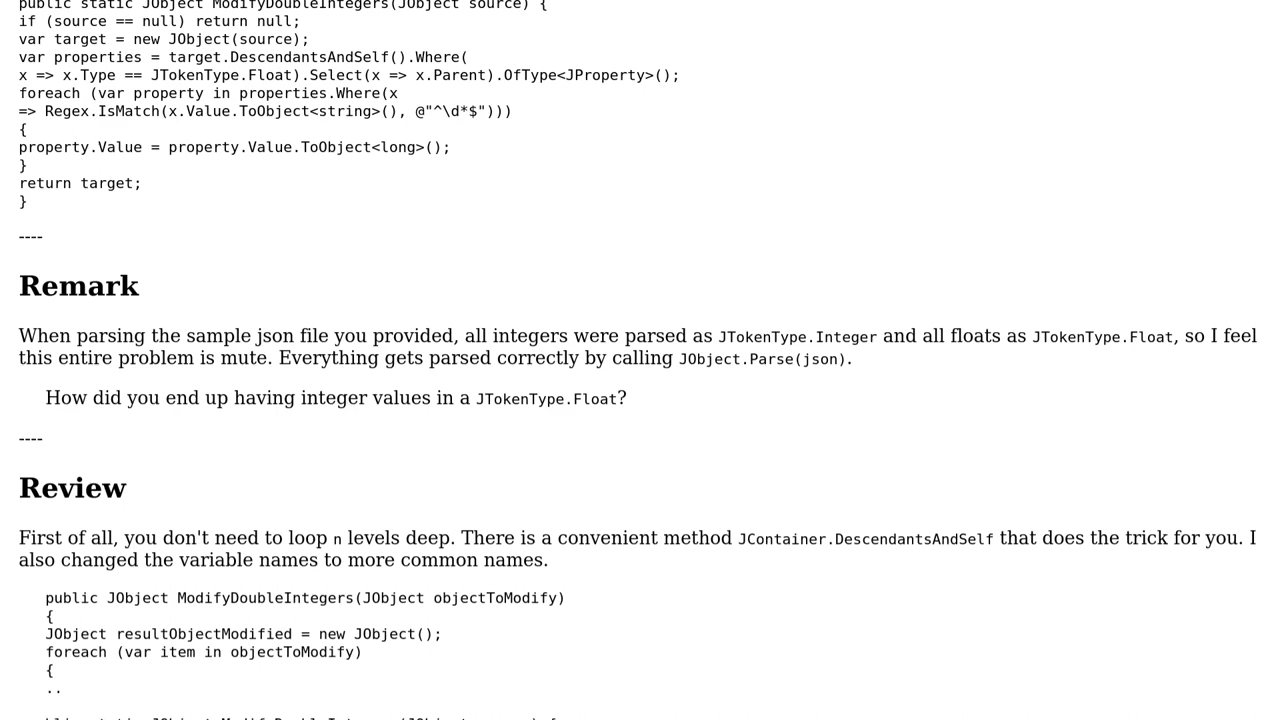 public static JObject ModifyDoubleIntegers(JObject source) {
if (source == null) return null;
var target = new JObject(source);
var properties = target.DescendantsAndSelf().Where(
x => x.Type == JTokenType.Float).Select(x => x.Parent).OfType<JProperty>();
foreach (var property in properties.Where(x
=> Regex.IsMatch(x.Value.ToObject<string>(), @"^\d*$")))
{
property.Value = property.Value.ToObject<long>();
}
return target;
}
----
Remark
When parsing the sample json file you provided, all integers were parsed as JTokenType.Integer and all floats as JTokenType.Float, so I feel
this entire problem is mute. Everything gets parsed correctly by calling JObject.Parse(json).
How did you end up having integer values in a JTokenType.Float?
----
Review
First of all, you don't need to loop n levels deep. There is a convenient method JContainer.DescendantsAndSelf that does the trick for you. I
also changed the variable names to more common names.
public JObject ModifyDoubleIntegers(JObject objectToModify)
{
JObject resultObjectModified = new JObject();
foreach (var item in objectToModify)
{
..